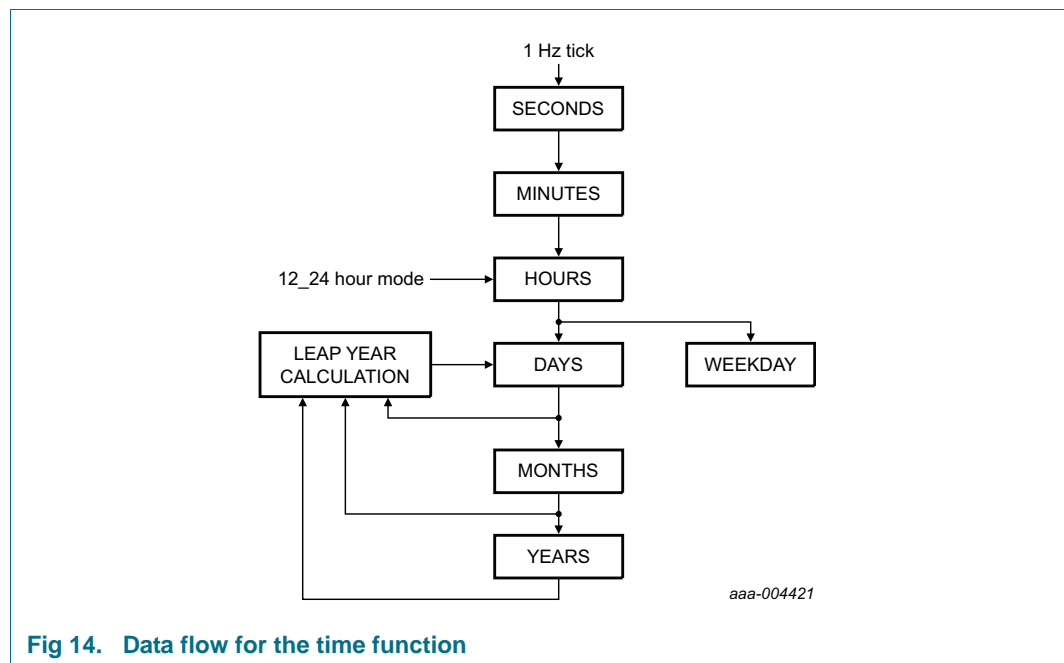 1 Hz tick
SECONDS
MINUTES
12_24 hour mode
HOURS
LEAP YEAR
CALCULATION
DAYS
WEEKDAY
MONTHS
YEARS
aaa-004421
Fig 14. Data flow for the time function